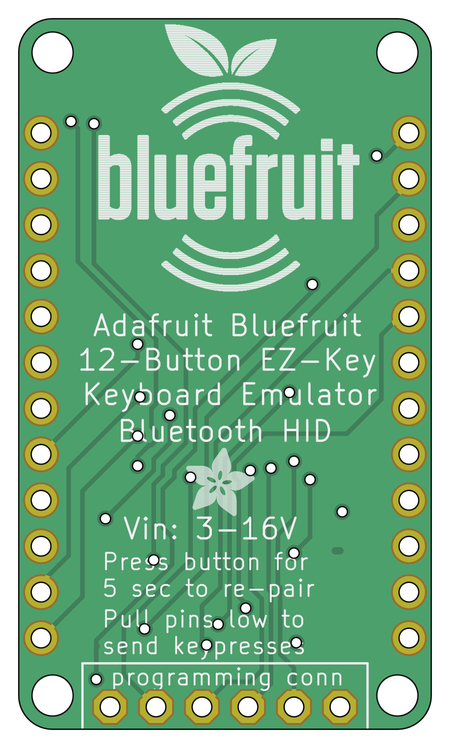 bluefruit
Adafruit Bluefruit
12-Button EZ-Key
Keyboard Emulator
Bluetooth HID
Vin: 3-16V
Press button for
5 sec to re-pair
Pull pins low to
send keypresses
programming conn